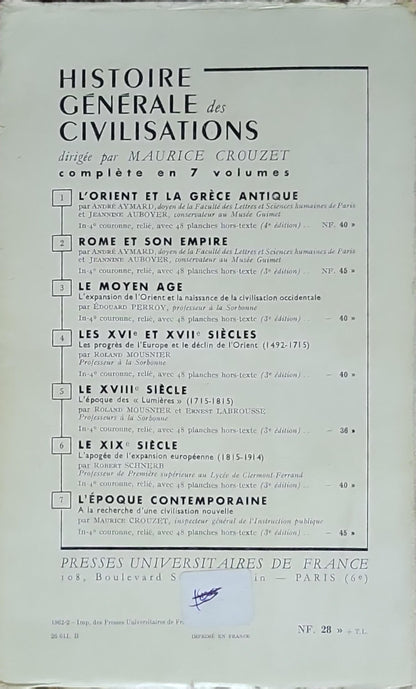 HISTOIRE
GÉNÉRALE des
CIVILISATIONS
dirigée par MAURICE CROUZET
complète en 7 volumes
1 L'ORIENT ET LA GRÈCE ANTIQUE
par ANDRÉ AYMARD, doyen de la Faculté des Lettres et Sciences humaines de Paris
et JEANNINE AUBOYER, conservateur au Musée Guimet
In-4º couronne, relié, avec 48 planches hors-texte (4e édition) .. NF. 40 »
2 ROME ET SON EMPIRE
par ANDRÉ AYMARD, doyen de la Faculté des Lettres et Sciences humaines de Paris
et JEANNINE AUBOYER, conservateur au Musée Guimet
In-4º couronne, relié, avec 48 planches hors-texte (3e édition) .. NF. 45 »
3 LE MOYEN AGE
L'expansion de l'Orient et la naissance de la civilisation occidentale
par ÉDOUARD PERROY, professeur à la Sorbonne
In-4º couronne, relié, avec 48 planches hors-texte (3e édition) .. — 40 »
4 LES XVIe ET XVIIe SIÈCLES
Les progrès de l'Europe et le déclin de l'Orient (1492-1715)
par ROLAND MOUSNIER
Professeur à la Sorbonne
In-4º couronne, relié, avec 48 planches hors-texte (3e édition) .. — 40 »
5 LE XVIIIe SIÈCLE
L'époque des « Lumières » (1715-1815)
par ROLAND MOUSNIER et ERNEST LABROUSSE
Professeurs à la Sorbonne
In-4º couronne, relié, avec 48 planches hors-texte (3e édition) .. — 36 »
6 LE XIXe SIÈCLE
L'apogée de l'expansion européenne (1815-1914)
par ROBERT SCHNERB
Professeur de Première supérieure au Lycée de Clermont-Ferrand
In-4º couronne, relié, avec 48 planches hors-texte (3e édition) .. — 40 »
7 L'ÉPOQUE CONTEMPORAINE
A la recherche d'une civilisation nouvelle
par MAURICE CROUZET, inspecteur général de l'Instruction publique
In-4º couronne, relié, avec 48 planches hors-texte (3e édition) .. — 45 »
PRESSES UNIVERSITAIRES DE FRANCE
108, Boulevard S in — PARIS (6e)
1962-2 - Imp. des Presses Universitaires de Fr
26 641. B IMPRIMÉ EN FRANCE
NF. 28 » + T.L.